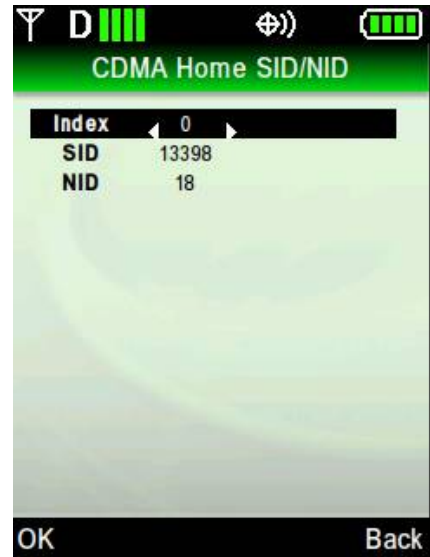 D
CDMA Home SID/NID
Index 0
SID 13398
NID 18
OK Back